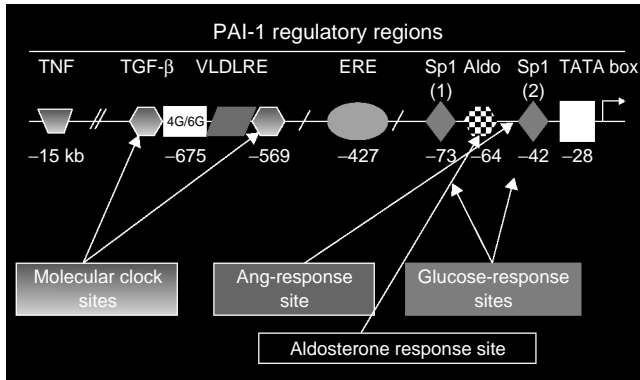 PAI-1 regulatory regions
TNF TGF-β VLDLRE ERE Sp1 Aldo Sp1 TATA box
(1) (2)
4G/6G
–15 kb –675 –569 –427 –73 –64 –42 –28
Molecular clock
sites
Ang-response
site
Glucose-response
sites
Aldosterone response site